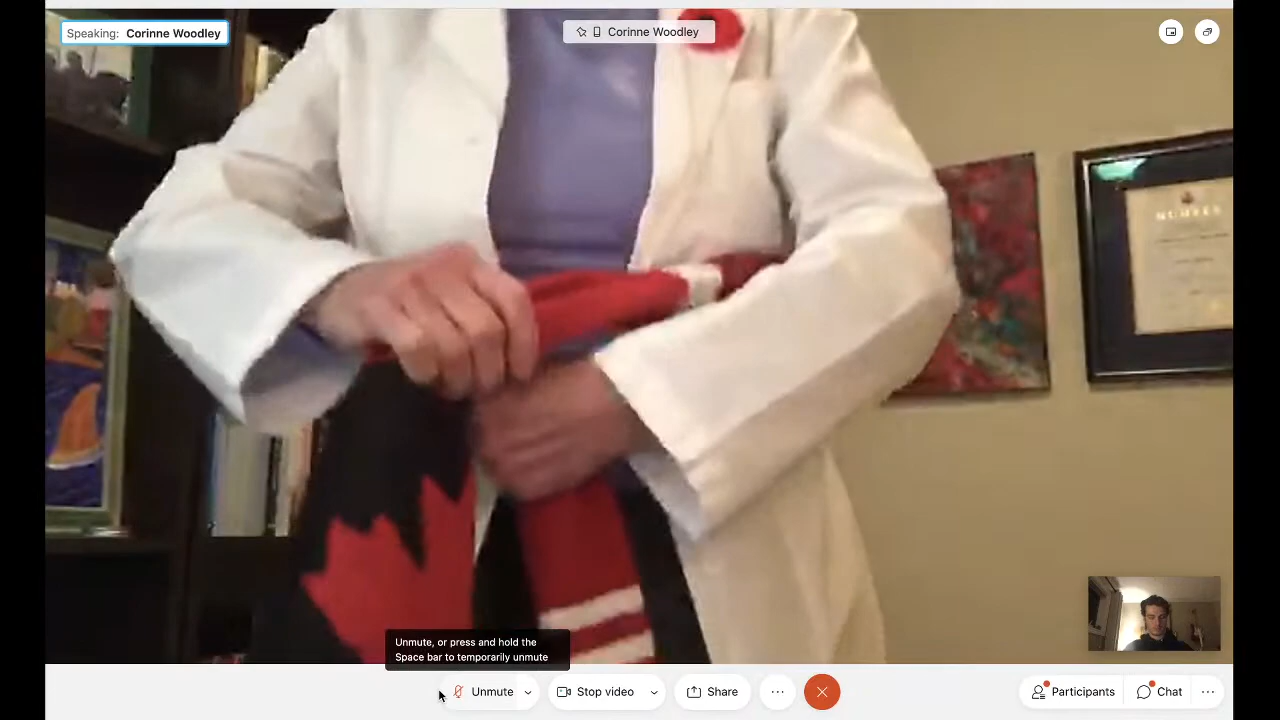 Speaking: Corinne Woodley
Corinne Woodley
Unmute, or press and hold the
Space bar to temporarily unmute
Unmute
Stop video
Share
Participants
Chat